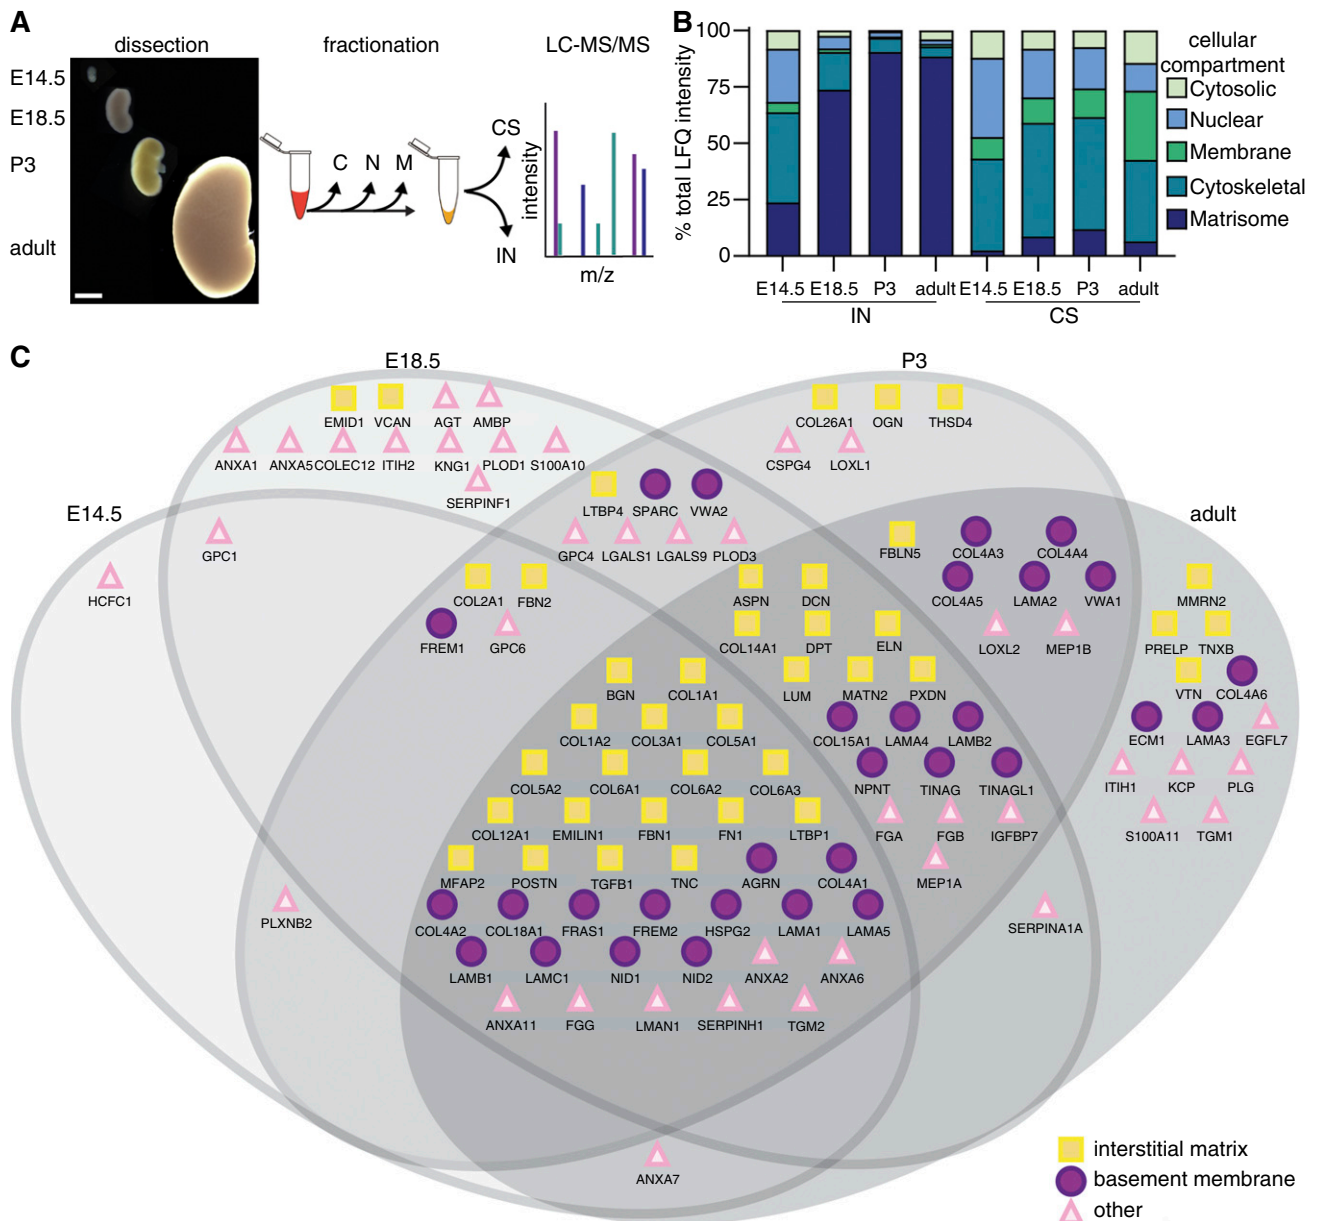 A
dissection
fractionation
LC-MS/MS
E14.5
E18.5
P3
adult
C N M
CS
IN
intensity
m/z
B
% total LFQ intensity
100
75
50
25
0
E14.5 E18.5 P3 adult E14.5 E18.5 P3 adult
IN CS
cellular
compartment
Cytosolic
Nuclear
Membrane
Cytoskeletal
Matrisome
C
E18.5 P3
E14.5 adult
EMID1 VCAN AGT AMBP
ANXA1 ANXA5 COLEC12 ITIH2 KNG1 PLOD1 S100A10
SERPINF1
COL26A1 OGN THSD4
CSPG4 LOXL1
LTBP4 SPARC VWA2
GPC4 LGALS1 LGALS9 PLOD3
GPC1
HCFC1
COL2A1 FBN2
FREM1 GPC6
FBLN5 COL4A3 COL4A4
COL4A5 LAMA2 VWA1
LOXL2 MEP1B
MMRN2
PRELP TNXB
VTN COL4A6
ECM1 LAMA3 EGFL7
ITIH1 KCP PLG
S100A11 TGM1
ASPN DCN
COL14A1 DPT ELN
LUM MATN2 PXDN
COL15A1 LAMA4 LAMB2
NPNT TINAG TINAGL1
FGA FGB IGFBP7
MEP1A
BGN COL1A1
COL1A2 COL3A1 COL5A1
COL5A2 COL6A1 COL6A2 COL6A3
COL12A1 EMILIN1 FBN1 FN1 LTBP1
MFAP2 POSTN TGFB1 TNC AGRN COL4A1
COL4A2 COL18A1 FRAS1 FREM2 HSPG2 LAMA1 LAMA5
LAMB1 LAMC1 NID1 NID2 ANXA2 ANXA6
ANXA11 FGG LMAN1 SERPINH1 TGM2
PLXNB2
SERPINA1A
ANXA7
interstitial matrix
basement membrane
other